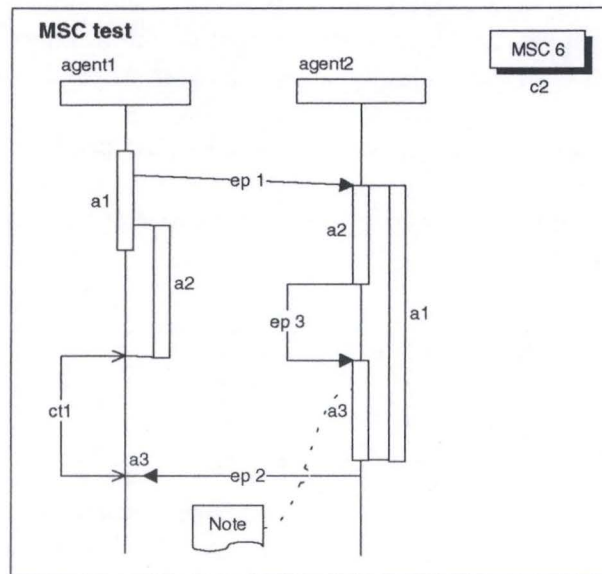 MSC test
MSC 6
c2
agent1
agent2
ep 1
a1
a2
a2
a1
ep 3
ct1
a3
a3
ep 2
Note